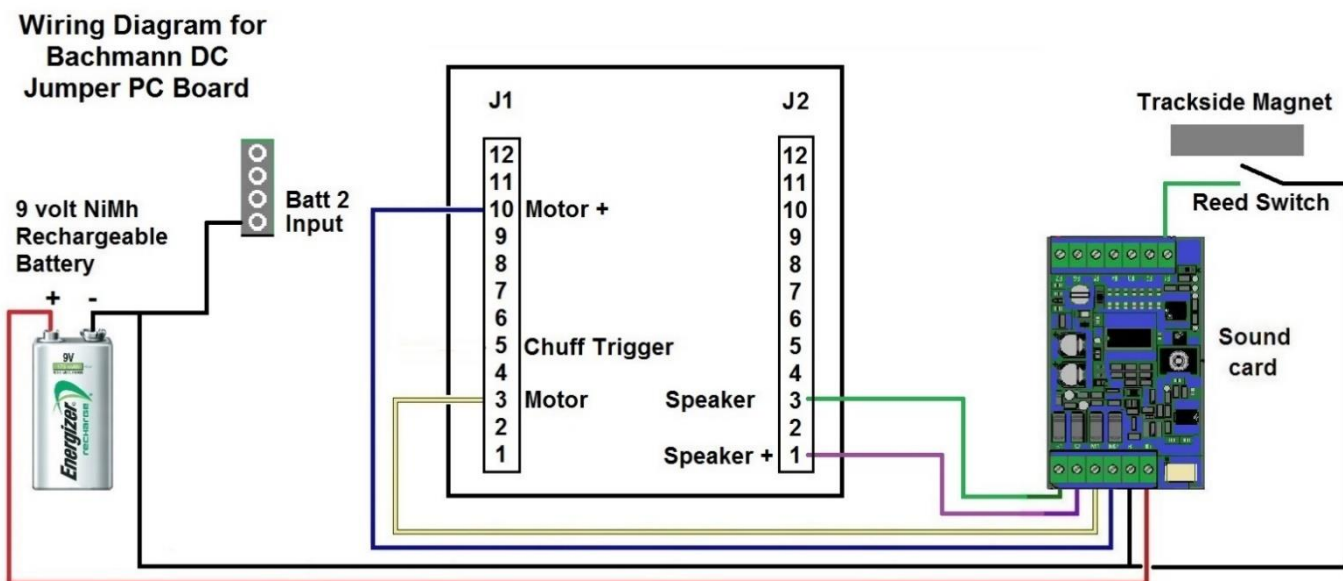 Wiring Diagram for
Bachmann DC
Jumper PC Board
9 volt NiMh
Rechargeable
Battery
+ -
9V
Energizer
RECHARGE
Batt 2
Input
J1
12
11
10 Motor +
9
8
7
6
5 Chuff Trigger
4
3 Motor
2
1
J2
12
11
10
9
8
7
6
5
4
Speaker 3
2
Speaker + 1
Trackside Magnet
Reed Switch
Sound
card